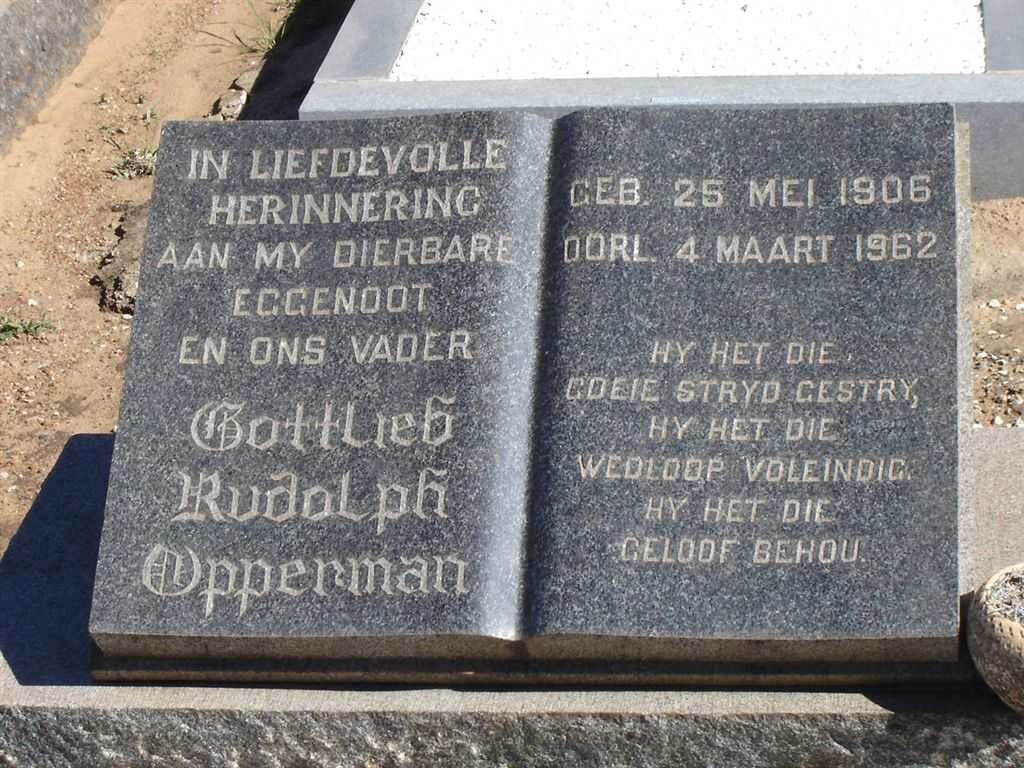 IN LIEFDEVOLLE
HERINNERING
AAN MY DIERBARE
EGGENOOT
EN ONS VADER
Gottlieb
Rudolph
Opperman
GEB. 25 MEI 1906
OORL. 4 MAART 1962
HY HET DIE
GOEIE STRYD GESTRY,
HY HET DIE
WEDLOOP VOLEINDIG.
HY HET DIE
GELOOF BEHOU.